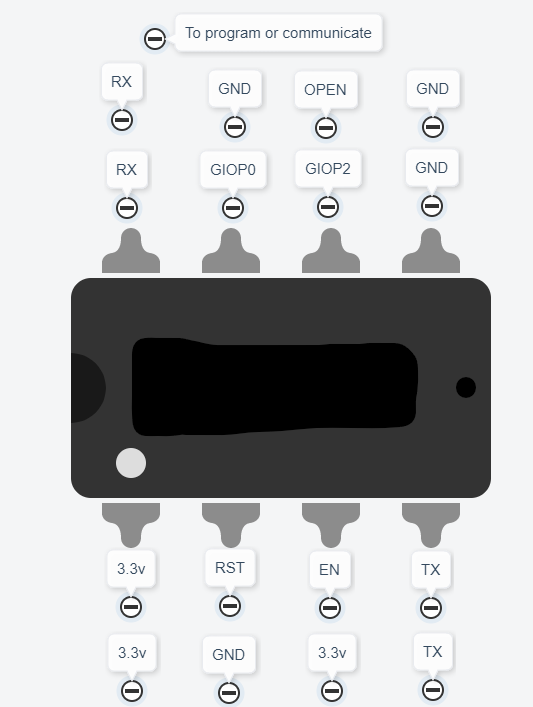 To program or communicate
RX GND OPEN GND
RX GIOP0 GIOP2 GND
3.3v RST EN TX
3.3v GND 3.3v TX